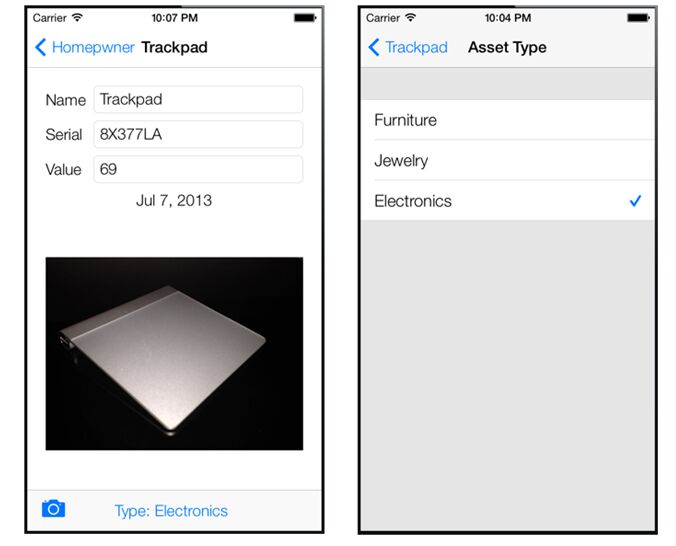 Carrier 10:07 PM
Homepwner Trackpad
Name Trackpad
Serial 8X377LA
Value 69
Jul 7, 2013
Type: Electronics
Carrier 10:04 PM
Trackpad Asset Type
Furniture
Jewelry
Electronics